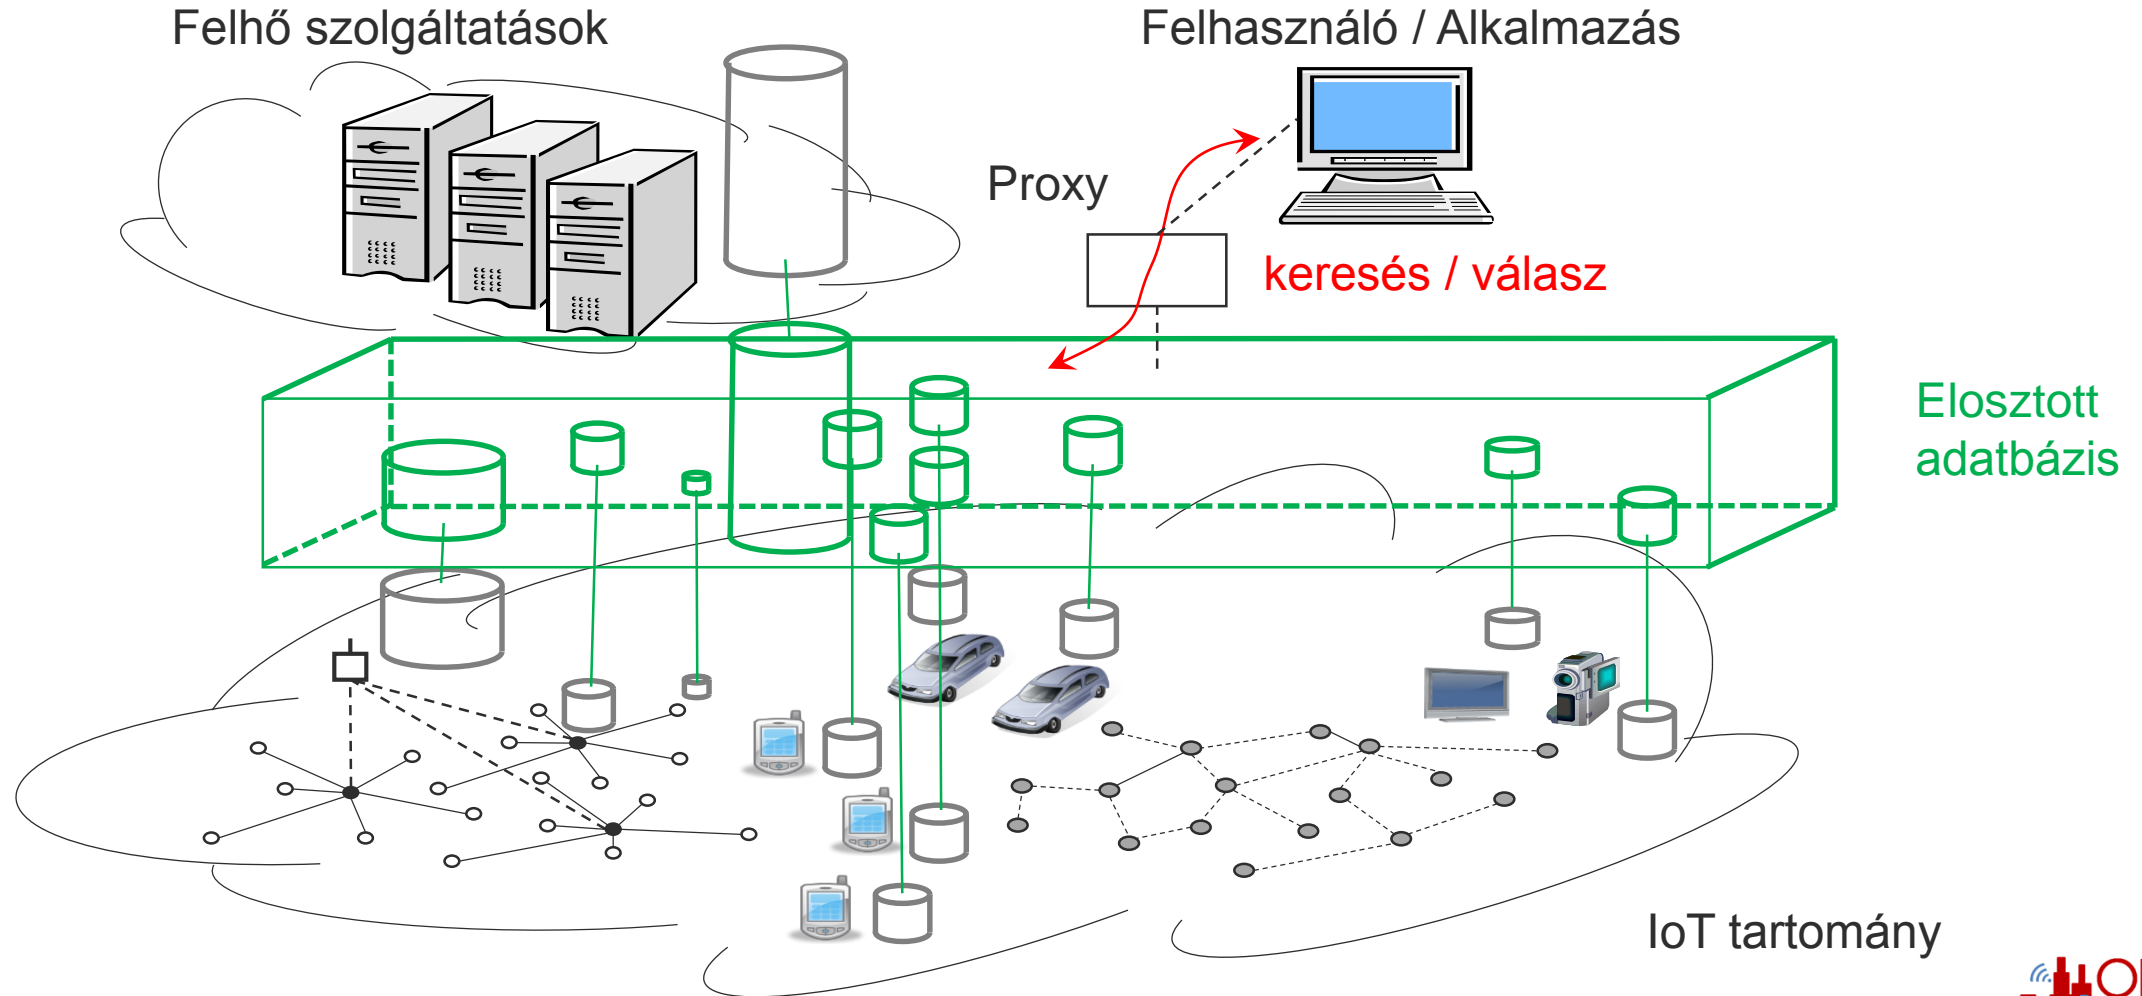 Felhő szolgáltatások
Felhasználó / Alkalmazás
Proxy
keresés / válasz
Elosztott
adatbázis
IoT tartomány